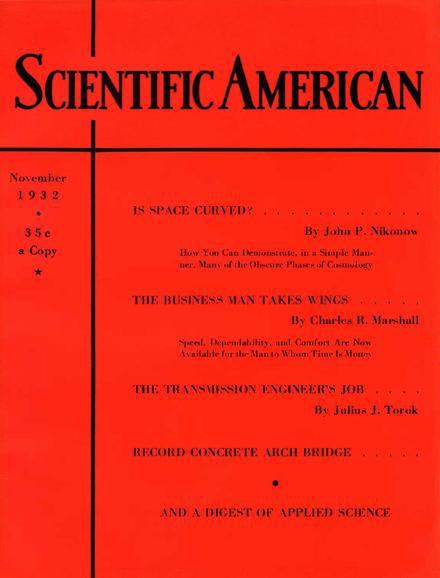 SCIENTIFIC AMERICAN
November
1932
•
35c
a Copy
★
IS SPACE CURVED? . . . . . . . . . . . .
By John P. Nikonow
How You Can Demonstrate, in a Simple Man-
ner, Many of the Obscure Phases of Cosmology
THE BUSINESS MAN TAKES WINGS . . . . .
By Charles R. Marshall
Speed, Dependability, and Comfort Are Now
Available for the Man to Whom Time Is Money
THE TRANSMISSION ENGINEER'S JOB . . . .
By Julius J. Torok
RECORD CONCRETE ARCH BRIDGE . . . . .
•
AND A DIGEST OF APPLIED SCIENCE